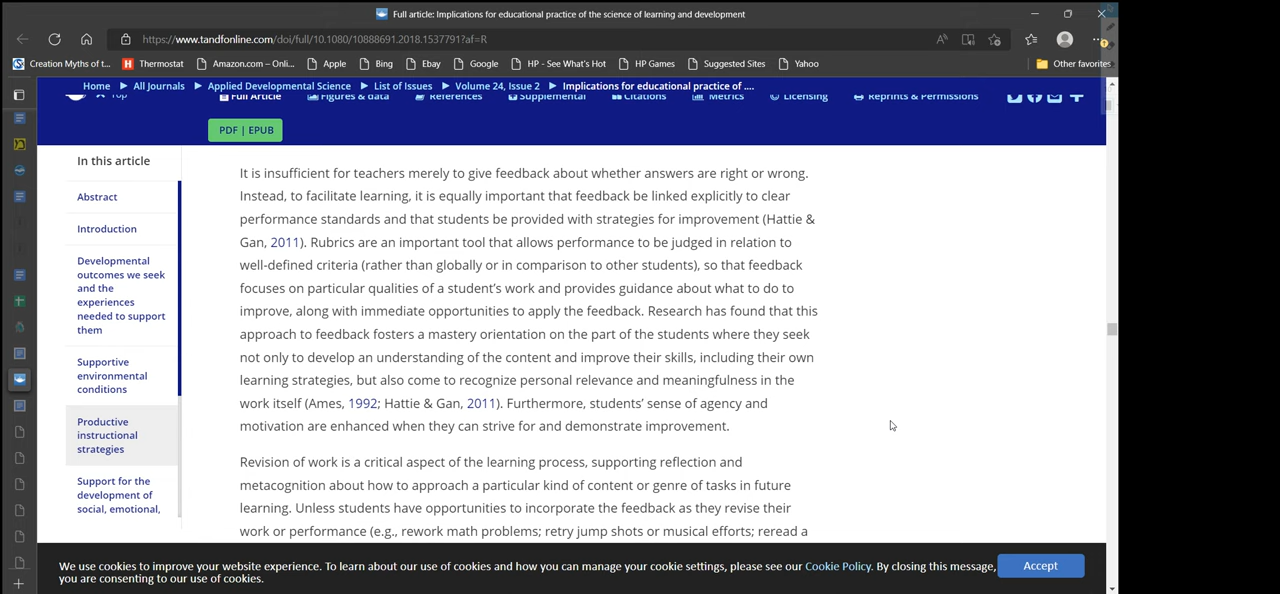 Full article: Implications for educational practice of the science of learning and development
https://www.tandfonline.com/doi/full/10.1080/10888691.2018.1537791?af=R
Creation Myths of t... Thermostat Amazon.com – Onli... Apple Bing Ebay Google HP - See What's Hot HP Games Suggested Sites Yahoo Other favorites
Home All Journals Applied Developmental Science List of Issues Volume 24, Issue 2 Implications for educational practice of ....
Top Full Article Figures & data References Supplemental Citations Metrics Licensing Reprints & Permissions
PDF | EPUB
In this article
Abstract
Introduction
Developmental
outcomes we seek
and the
experiences
needed to support
them
Supportive
environmental
conditions
Productive
instructional
strategies
Support for the
development of
social, emotional,
It is insufficient for teachers merely to give feedback about whether answers are right or wrong.
Instead, to facilitate learning, it is equally important that feedback be linked explicitly to clear
performance standards and that students be provided with strategies for improvement (Hattie &
Gan, 2011). Rubrics are an important tool that allows performance to be judged in relation to
well-defined criteria (rather than globally or in comparison to other students), so that feedback
focuses on particular qualities of a student's work and provides guidance about what to do to
improve, along with immediate opportunities to apply the feedback. Research has found that this
approach to feedback fosters a mastery orientation on the part of the students where they seek
not only to develop an understanding of the content and improve their skills, including their own
learning strategies, but also come to recognize personal relevance and meaningfulness in the
work itself (Ames, 1992; Hattie & Gan, 2011). Furthermore, students' sense of agency and
motivation are enhanced when they can strive for and demonstrate improvement.
Revision of work is a critical aspect of the learning process, supporting reflection and
metacognition about how to approach a particular kind of content or genre of tasks in future
learning. Unless students have opportunities to incorporate the feedback as they revise their
work or performance (e.g., rework math problems; retry jump shots or musical efforts; reread a
We use cookies to improve your website experience. To learn about our use of cookies and how you can manage your cookie settings, please see our Cookie Policy. By closing this message,
you are consenting to our use of cookies.
Accept